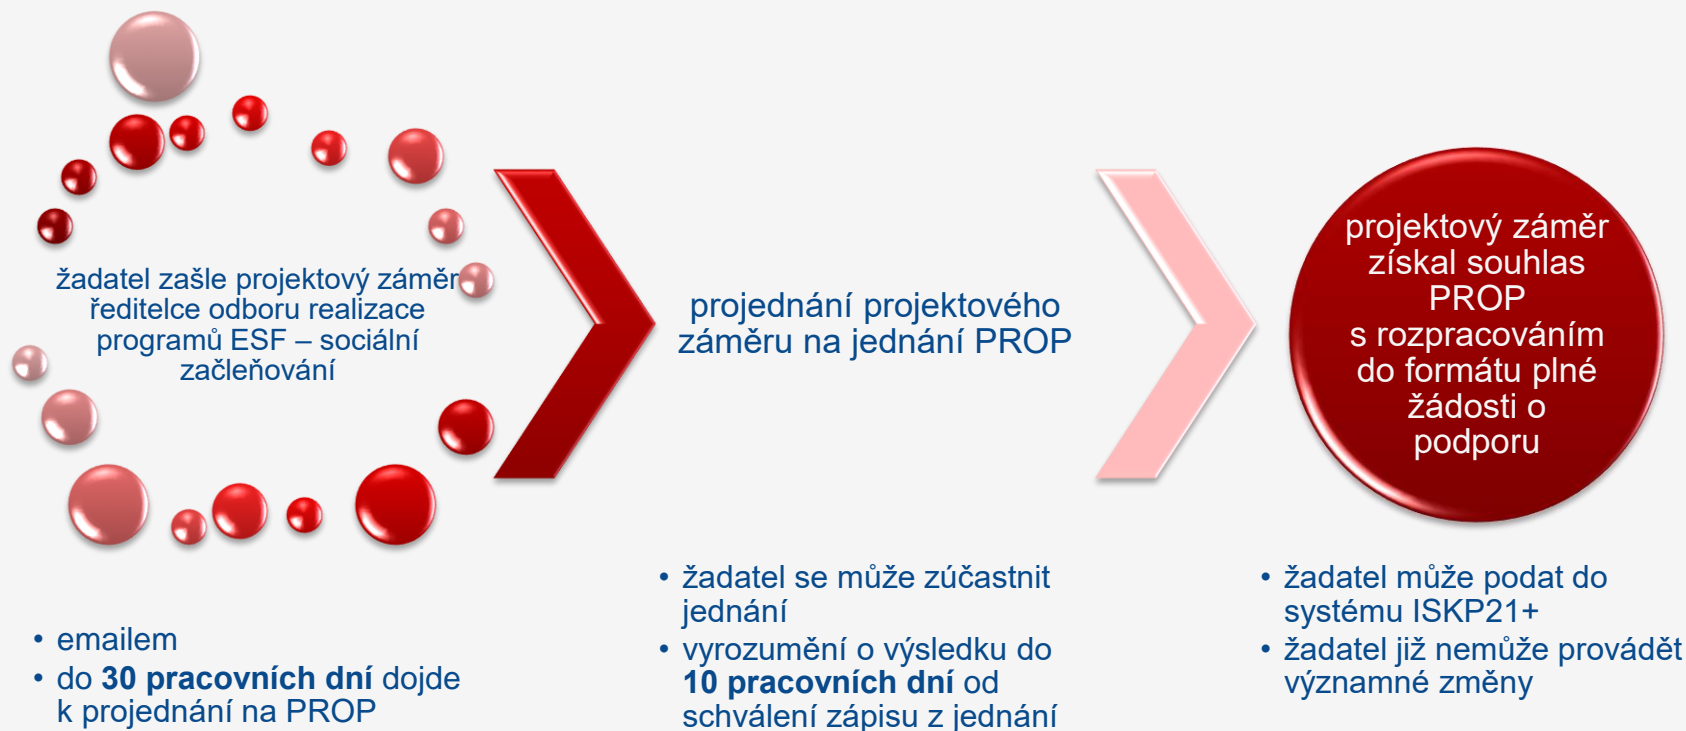 žadatel zašle projektový záměr
ředitelce odboru realizace
programů ESF – sociální
začleňování
• emailem
• do 30 pracovních dní dojde
k projednání na PROP
projednání projektového
záměru na jednání PROP
• žadatel se může zúčastnit
jednání
• vyrozumění o výsledku do
10 pracovních dní od
schválení zápisu z jednání
projektový záměr
získal souhlas
PROP
s rozpracováním
do formátu plné
žádosti o
podporu
• žadatel může podat do
systému ISKP21+
• žadatel již nemůže provádět
významné změny